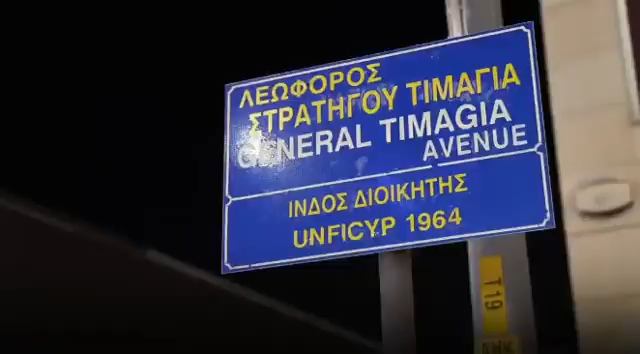 ΛΕΩΦΟΡΟΣ
ΣΤΡΑΤΗΓΟΥ ΤΙΜΑΓΙΑ
GENERAL TIMAGIA
AVENUE
ΙΝΔΟΣ ΔΙΟΙΚΗΤΗΣ
UNFICYP 1964
T19